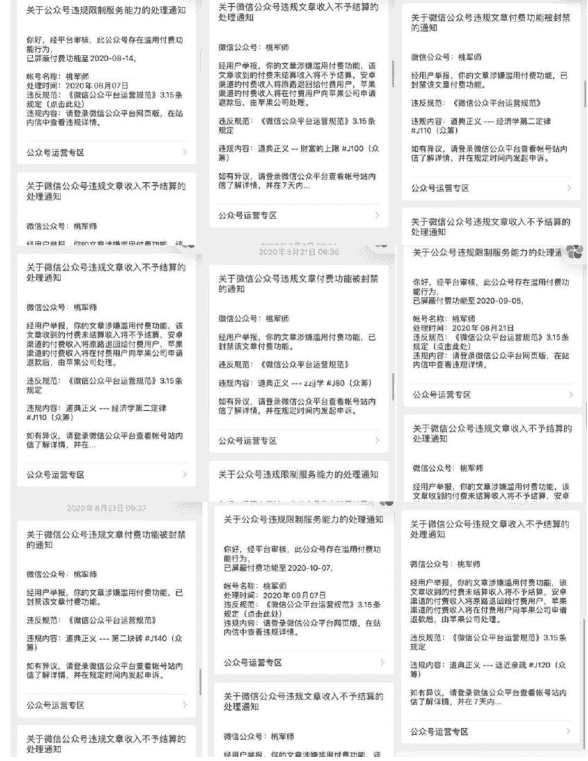 关于公众号违规限制服务能力的处理通知
你好，经平台审核，此公众号存在滥用付费功能行为，
已屏蔽付费功能至2020-08-14,
帐号名称：桃军师
处理时间：2020年08月07日
违反规范：《微信公众平台运营规范》3.15条
规定（点击此处）
违规内容：请登录微信公众平台网页版，在站
内信中查看违规详情。
公众号运营专区
关于微信公众号违规文章收入不予结算的
处理通知
微信公众号：桃军师
处理通知
微信公众号：桃军师
经用户举报，你的文章涉嫌滥用付费功能，该
文章收到的付费未结算收入将不予结算，安卓
渠道的付费收入将原路退回给付费用户，苹果
渠道的付费收入将在付费用户向苹果公司申请
退款后，由苹果公司处理。
违反规范：《微信公众平台运营规范》3.15条
规定
违规内容：道典正义 -- 财富的上限 #J100（众
筹）
如有异议，请登录微信公众平台查看帐号站内
信了解详情，并在7天内...
公众号运营专区
关于微信公众号违规文章付费功能被封禁
的通知
微信公众号：桃军师
经用户举报，你的文章涉嫌滥用付费功能，已
封禁该文章付费功能。
违反规范：《微信公众平台运营规范》
违规内容：道典正义 --- 经济学第二定律
#J110（众筹）
如有异议，请登录微信公众平台查看帐号站内
信了解详情，并在规定时间内发起申诉。
公众号运营专区
关于微信公众号违规文章收入不予结算的
处理通知
关于微信公众号违规文章收入不予结算的
处理通知
微信公众号：桃军师
经用户举报，你的文章涉嫌滥用付费功能，该
文章收到的付费未结算收入将不予结算，安卓
渠道的付费收入将原路退回给付费用户，苹果
渠道的付费收入将在付费用户向苹果公司申请
退款后，由苹果公司处理。
违反规范：《微信公众平台运营规范》3.15条
规定
违规内容：道典正义 --- 经济学第二定律
#J110（众筹）
如有异议，请登录微信公众平台查看帐号站内
信了解详情，并在...
公众号运营专区
2020年8月21日 09:36
关于微信公众号违规文章付费功能被封禁
的通知
微信公众号：桃军师
经用户举报，你的文章涉嫌滥用付费功能，已
封禁该文章付费功能。
违反规范：《微信公众平台运营规范》
违规内容：道典正义 --- zzjj学 #J80（众筹）
如有异议，请登录微信公众平台查看帐号站内
信了解详情，并在规定时间内发起申诉。
公众号运营专区
关于公众号违规限制服务能力的处理通知
关于公众号违规限制服务能力的处理通
你好，经平台审核，此公众号存在滥用付费功
能行为，
已屏蔽付费功能至2020-09-05,
帐号名称：桃军师
处理时间：2020年08月21日
违反规范：《微信公众平台运营规范》3.15条
规定（点击此处）
违规内容：请登录微信公众平台网页版，在站
内信中查看违规详情。
公众号运营专区
关于微信公众号违规文章收入不予结算的
处理通知
微信公众号：桃军师
经用户举报，你的文章涉嫌滥用付费功能，该
文章收到的付费未结算收入将不予结算，安卓
2020年8月21日 09:37
关于微信公众号违规文章付费功能被封禁
的通知
微信公众号：桃军师
经用户举报，你的文章涉嫌滥用付费功能，已
封禁该文章付费功能。
违反规范：《微信公众平台运营规范》
违规内容：道典正义 --- 第二块砖 #J140（众
筹）
如有异议，请登录微信公众平台查看帐号站内
信了解详情，并在规定时间内发起申诉。
公众号运营专区
关于微信公众号违规文章收入不予结算的
处理通知
关于公众号违规限制服务能力的处理通知
你好，经平台审核，此公众号存在滥用付费功
能行为，
已屏蔽付费功能至2020-10-07,
帐号名称：桃军师
处理时间：2020年09月07日
违反规范：《微信公众平台运营规范》3.15条
规定（点击此处）
违规内容：请登录微信公众平台网页版，在站
内信中查看违规详情。
公众号运营专区
关于微信公众号违规文章收入不予结算的
处理通知
微信公众号：桃军师
经用户举报，你的文章涉嫌滥用付费功能，该
关于微信公众号违规文章收入不予结算的
处理通知
微信公众号：桃军师
经用户举报，你的文章涉嫌滥用付费功能，该
文章收到的付费未结算收入将不予结算，安卓
渠道的付费收入将原路退回给付费用户，苹果
渠道的付费收入将在付费用户向苹果公司申请
退款后，由苹果公司处理。
违反规范：《微信公众平台运营规范》3.15条
规定
违规内容：道典正义 --- 远近亲疏 #J120（众
筹）
如有异议，请登录微信公众平台查看帐号站内
信了解详情，并在7天内...
公众号运营专区